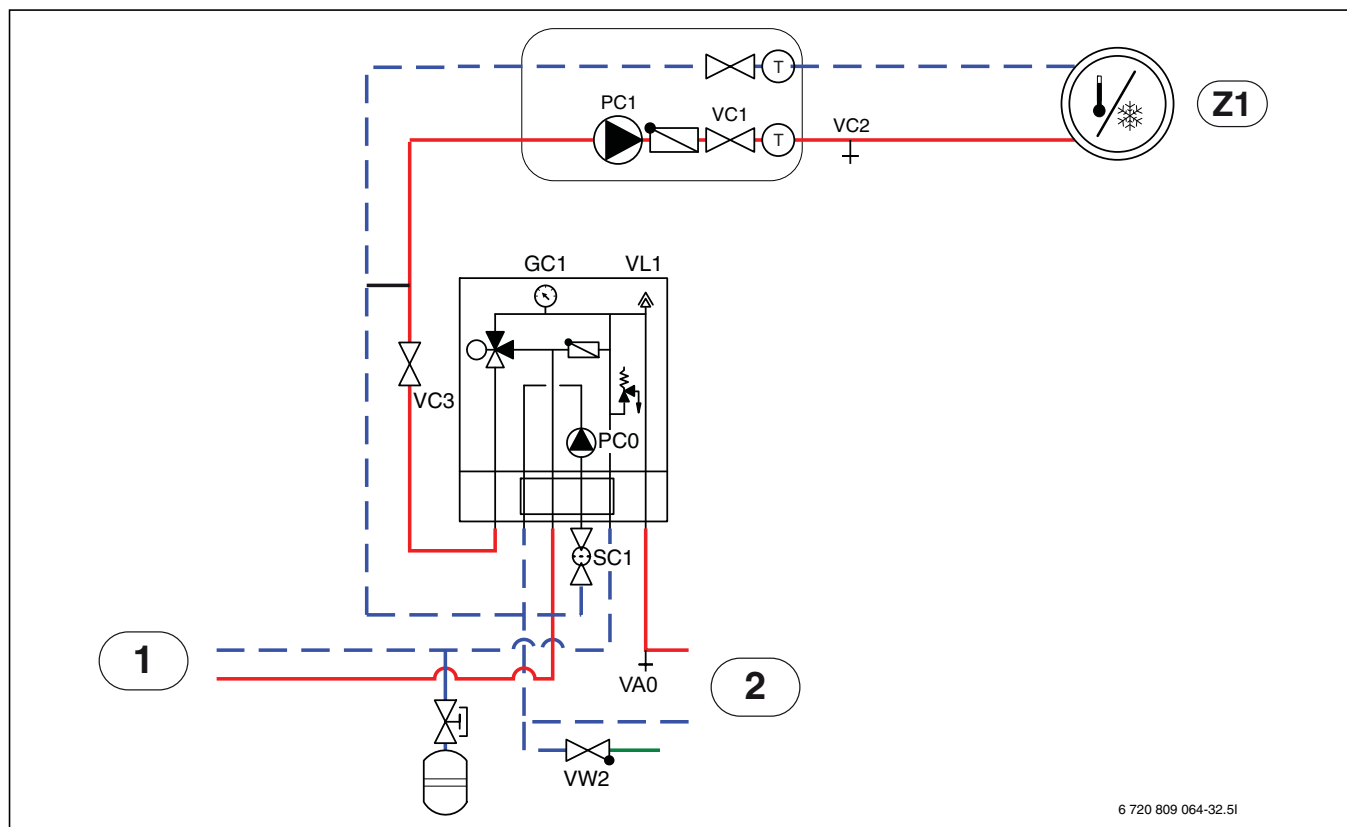 T
PC1
VC1
T
VC2
Z1
GC1
VL1
VC3
PC0
SC1
1
VA0
2
VW2
6 720 809 064-32.5I